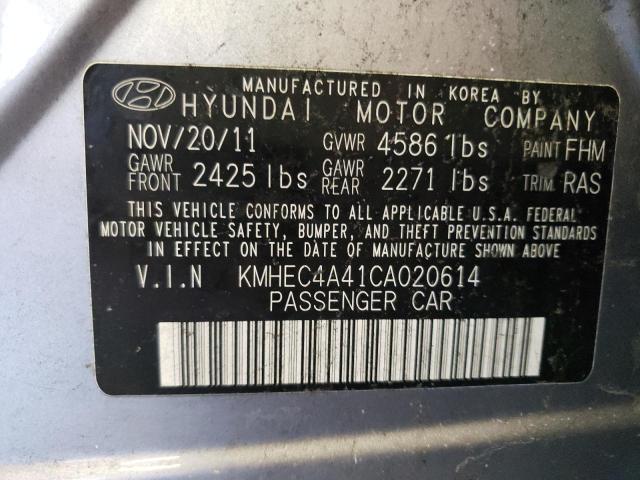 MANUFACTURED IN KOREA BY
HYUNDAI MOTOR COMPANY
NOV/20/11 GVWR 4586 lbs PAINT FHM
GAWR FRONT 2425 lbs GAWR REAR 2271 lbs TRIM RAS
THIS VEHICLE CONFORMS TO ALL APPLICABLE U.S.A. FEDERAL
MOTOR VEHICLE SAFETY, BUMPER, AND THEFT PREVENTION STANDARDS
IN EFFECT ON THE DATE OF MANUFACTURE SHOWN ABOVE
V.I.N KMHEC4A41CA020614
PASSENGER CAR